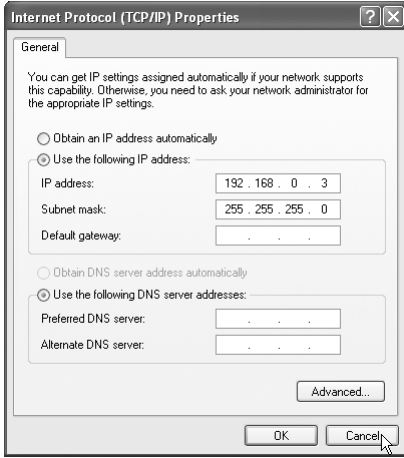 Internet Protocol (TCP/IP) Properties
General
You can get IP settings assigned automatically if your network supports
this capability. Otherwise, you need to ask your network administrator for
the appropriate IP settings.
Obtain an IP address automatically
Use the following IP address:
IP address: 192 . 168 . 0 . 3
Subnet mask: 255 . 255 . 255 . 0
Default gateway: . . .
Obtain DNS server address automatically
Use the following DNS server addresses:
Preferred DNS server: . . .
Alternate DNS server: . . .
Advanced...
OK Cancel